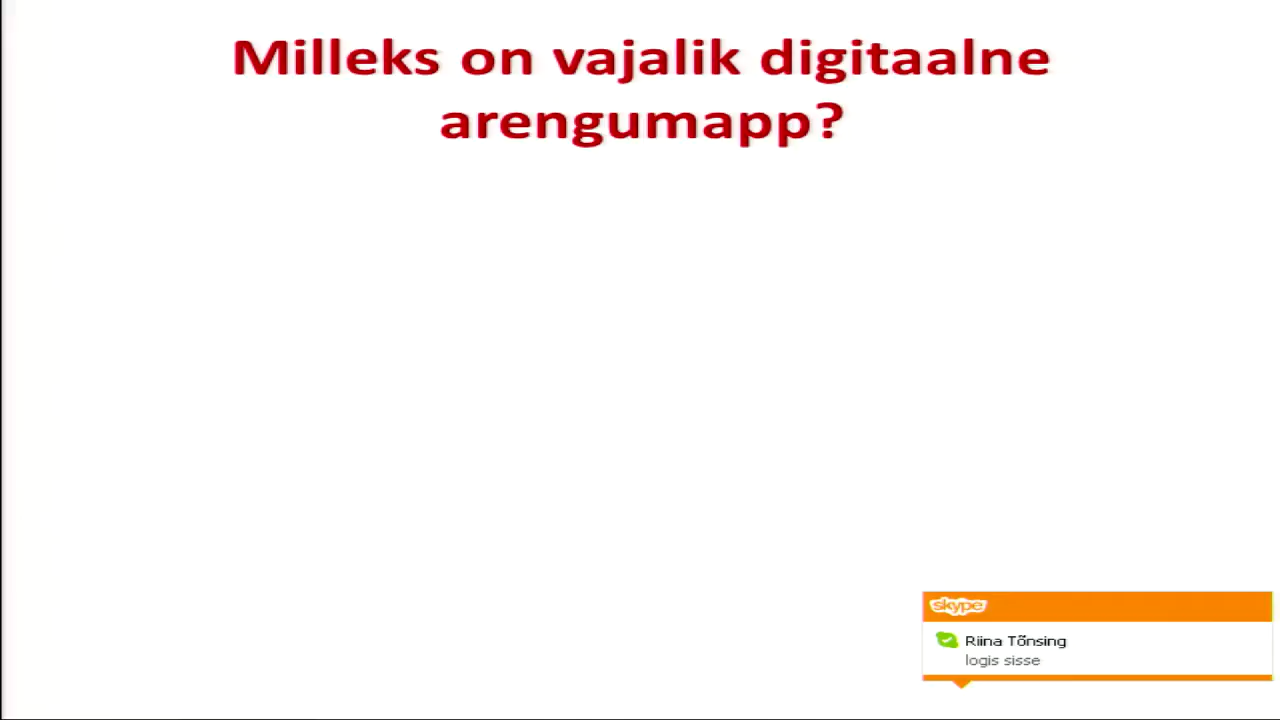 Milleks on vajalik digitaalne
arengumapp?
skype
Riina Tõnsing
logis sisse